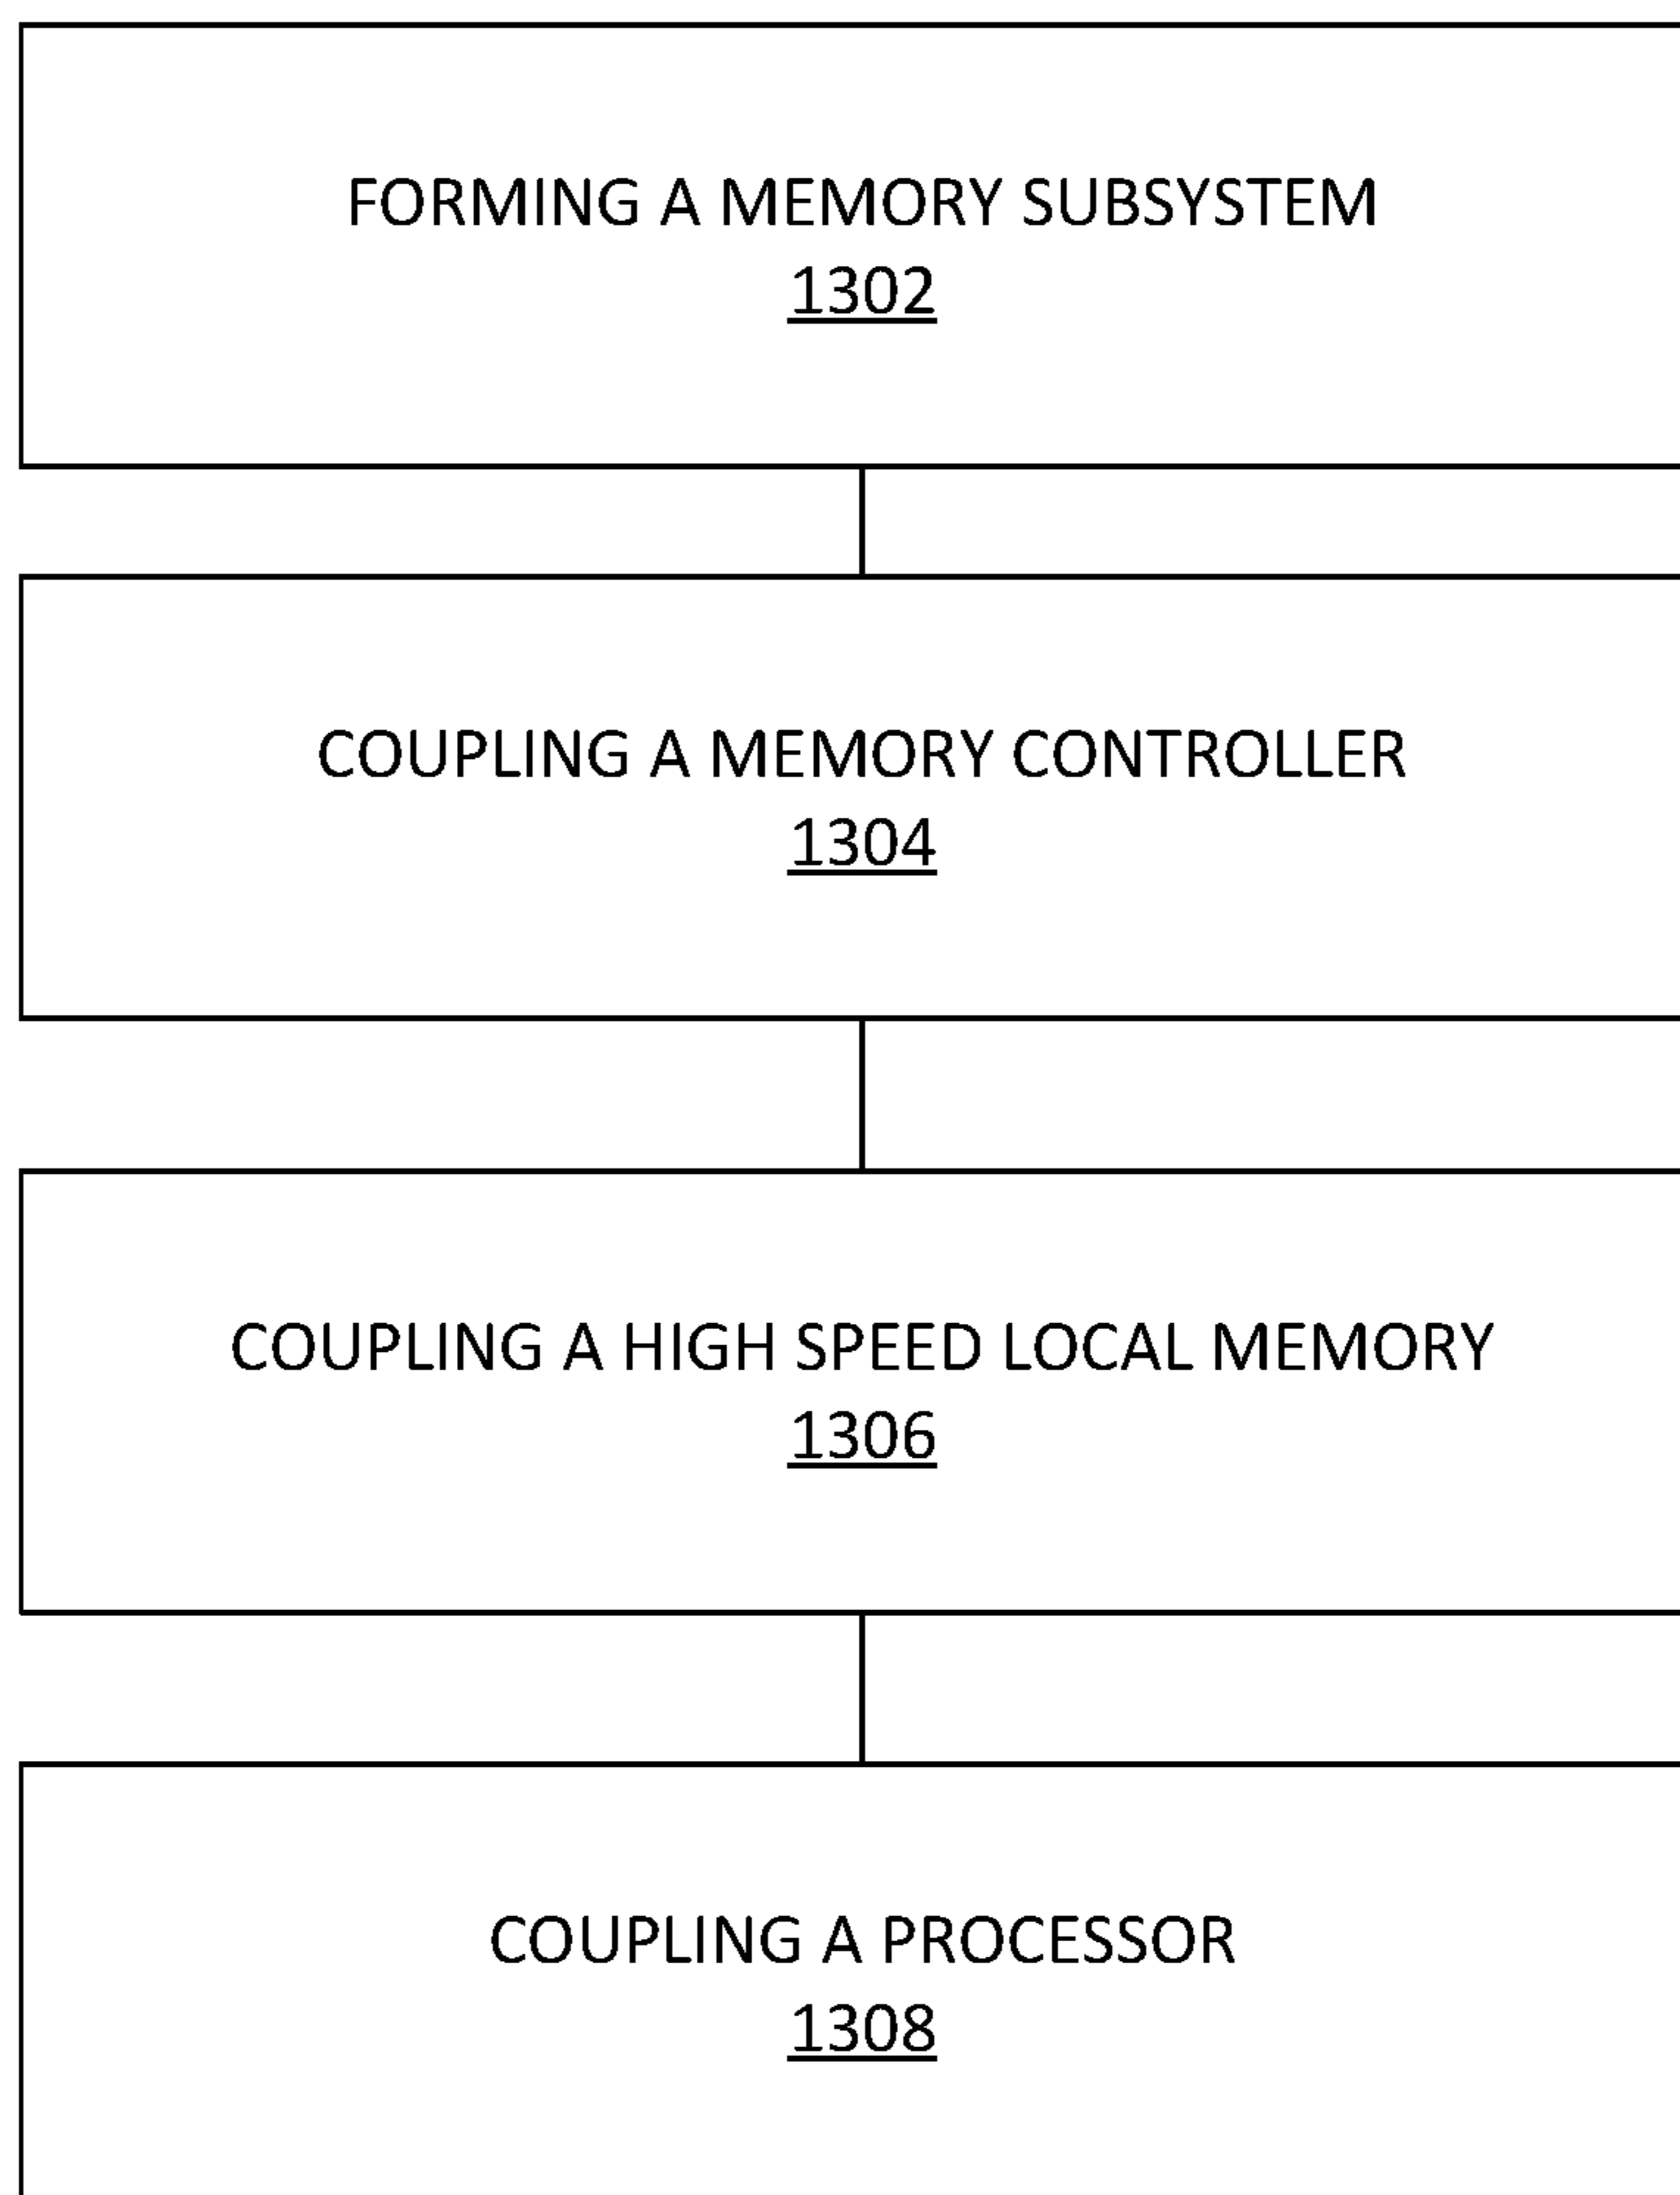 FORMING A MEMORY SUBSYSTEM
1302
COUPLING A MEMORY CONTROLLER
1304
COUPLING A HIGH SPEED LOCAL MEMORY
1306
COUPLING A PROCESSOR
1308